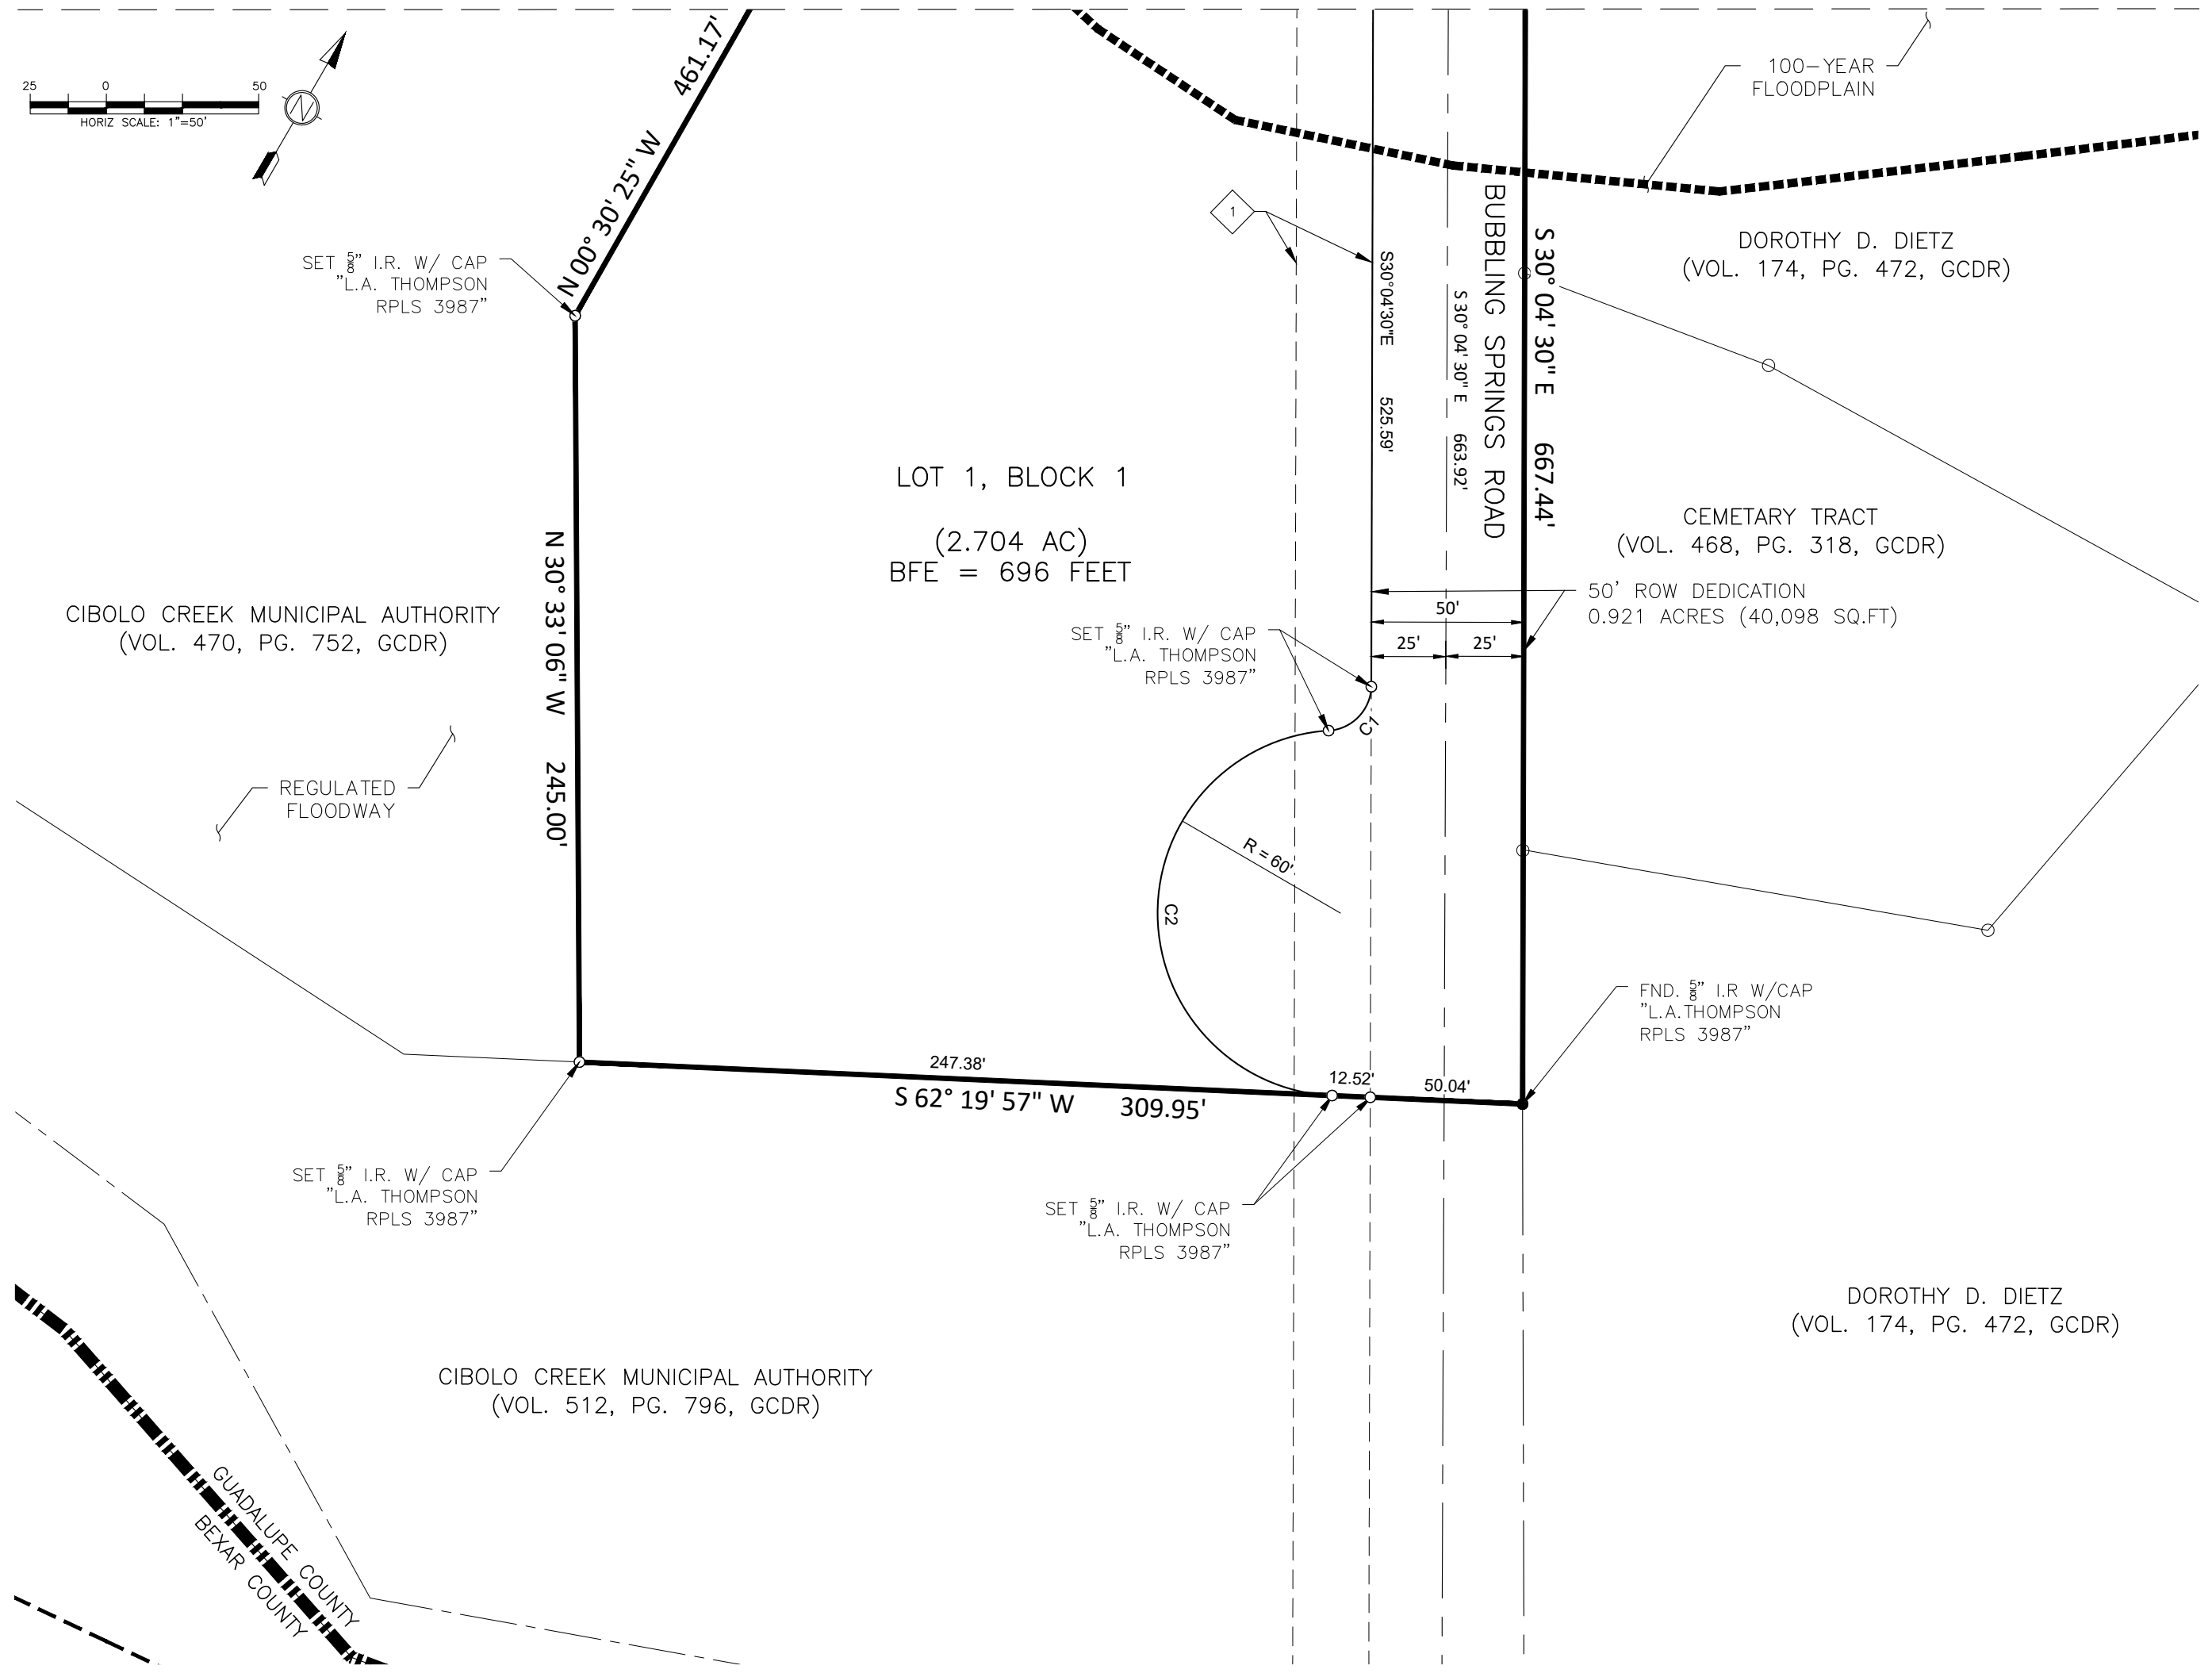 25 0 50
HORIZ SCALE: 1"=50'
N
461.17'
N 00° 30' 25" W
100-YEAR
FLOODPLAIN
1
SET 5/8" I.R. W/ CAP
"L.A. THOMPSON
RPLS 3987"
DOROTHY D. DIETZ
(VOL. 174, PG. 472, GCDR)
S30°04'30"E 525.59'
S 30° 04' 30" E 663.92'
BUBBLING SPRINGS ROAD
S 30° 04' 30" E 667.44'
LOT 1, BLOCK 1
(2.704 AC)
BFE = 696 FEET
CEMETARY TRACT
(VOL. 468, PG. 318, GCDR)
50' ROW DEDICATION
0.921 ACRES (40,098 SQ.FT)
50'
25' 25'
CIBOLO CREEK MUNICIPAL AUTHORITY
(VOL. 470, PG. 752, GCDR)
N 30° 33' 06" W 245.00'
SET 5/8" I.R. W/ CAP
"L.A. THOMPSON
RPLS 3987"
C1
REGULATED
FLOODWAY
R = 60'
C2
FND. 5/8" I.R W/CAP
"L.A.THOMPSON
RPLS 3987"
247.38'
12.52'
50.04'
S 62° 19' 57" W 309.95'
SET 5/8" I.R. W/ CAP
"L.A. THOMPSON
RPLS 3987"
SET 5/8" I.R. W/ CAP
"L.A. THOMPSON
RPLS 3987"
DOROTHY D. DIETZ
(VOL. 174, PG. 472, GCDR)
CIBOLO CREEK MUNICIPAL AUTHORITY
(VOL. 512, PG. 796, GCDR)
GUADALUPE COUNTY
BEXAR COUNTY